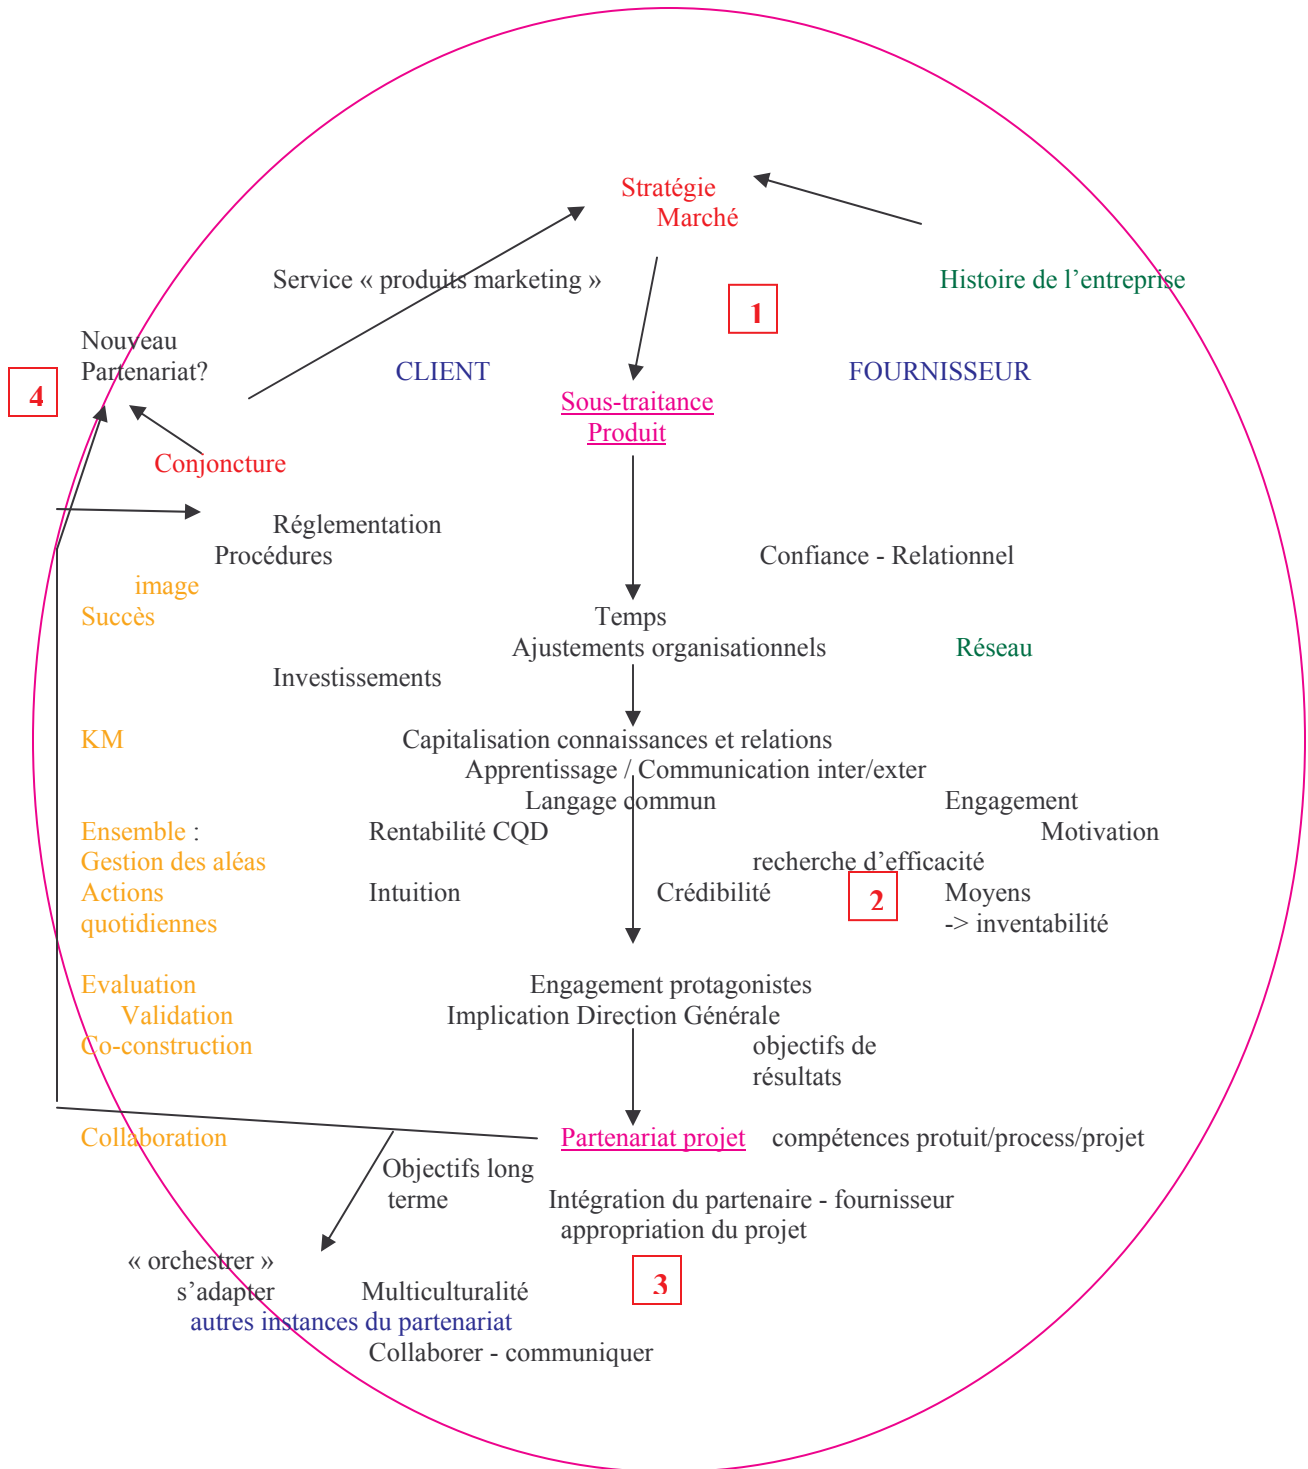 Stratégie
Marché
Service « produits marketing »
Histoire de l’entreprise
1
Nouveau
Partenariat?
4
CLIENT
FOURNISSEUR
Sous-traitance
Produit
Conjoncture
Réglementation
Procédures
Confiance - Relationnel
image
Succès
Temps
Ajustements organisationnels
Réseau
Investissements
KM
Capitalisation connaissances et relations
Apprentissage / Communication inter/exter
Langage commun
Engagement
Ensemble :
Rentabilité CQD
Motivation
Gestion des aléas
recherche d’efficacité
Actions
Intuition
Crédibilité
2
Moyens
quotidiennes
-> inventabilité
Evaluation
Engagement protagonistes
Validation
Implication Direction Générale
Co-construction
objectifs de
résultats
Collaboration
Partenariat projet
compétences protuit/process/projet
Objectifs long
terme
Intégration du partenaire - fournisseur
appropriation du projet
« orchestrer »
3
s’adapter
Multiculturalité
autres instances du partenariat
Collaborer - communiquer